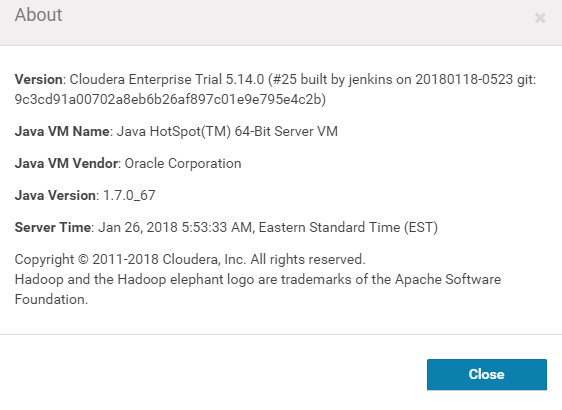 About
Version: Cloudera Enterprise Trial 5.14.0 (#25 built by jenkins on 20180118-0523 git:
9c3cd91a00702a8eb6b26af897c01e9e795e4c2b)
Java VM Name: Java HotSpot(TM) 64-Bit Server VM
Java VM Vendor: Oracle Corporation
Java Version: 1.7.0_67
Server Time: Jan 26, 2018 5:53:33 AM, Eastern Standard Time (EST)
Copyright © 2011-2018 Cloudera, Inc. All rights reserved.
Hadoop and the Hadoop elephant logo are trademarks of the Apache Software
Foundation.
Close